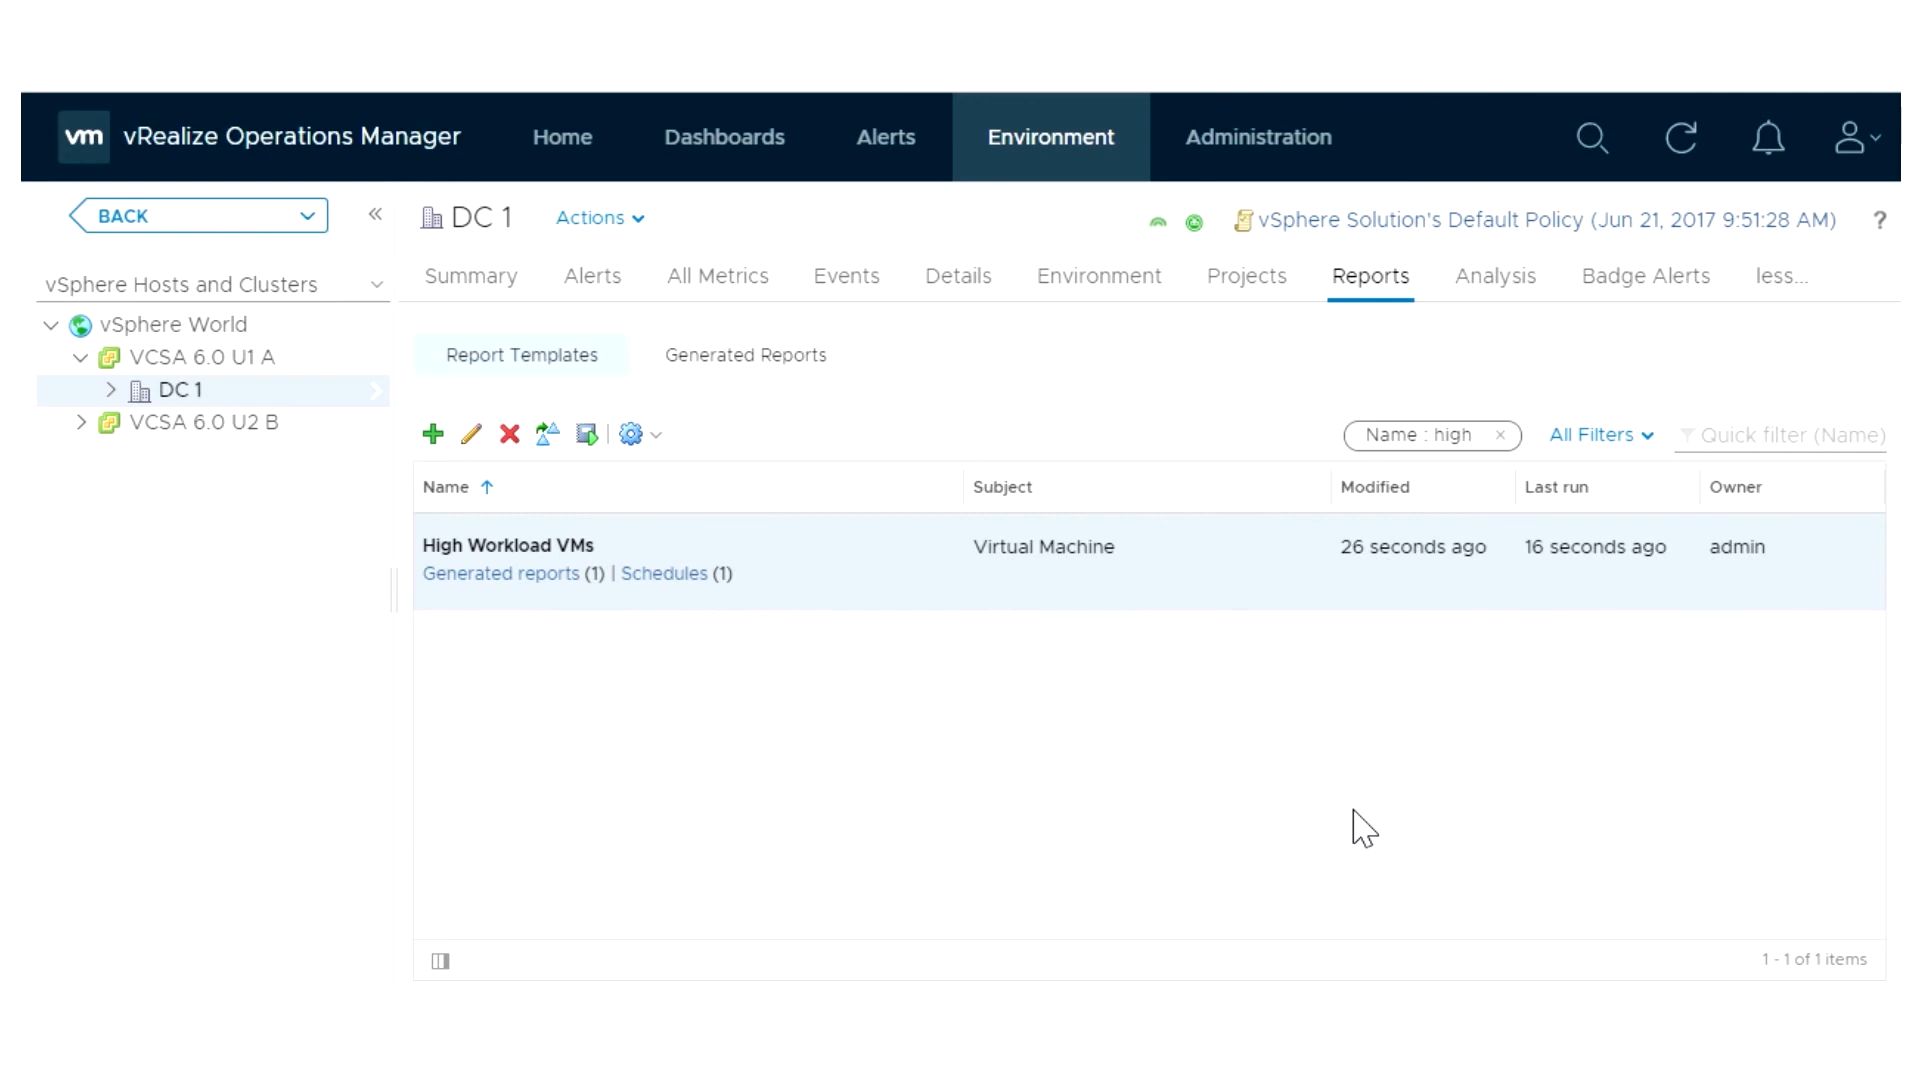 vm vRealize Operations Manager Home Dashboards Alerts Environment Administration
BACK
DC 1 Actions vSphere Solution's Default Policy (Jun 21, 2017 9:51:28 AM) ?
Summary Alerts All Metrics Events Details Environment Projects Reports Analysis Badge Alerts less...
vSphere Hosts and Clusters
vSphere World
VCSA 6.0 U1 A
DC 1
VCSA 6.0 U2 B
Report Templates Generated Reports
Name : high × All Filters Quick filter (Name)
Name Subject Modified Last run Owner
High Workload VMs Virtual Machine 26 seconds ago 16 seconds ago admin
Generated reports (1) | Schedules (1)
1 - 1 of 1 items